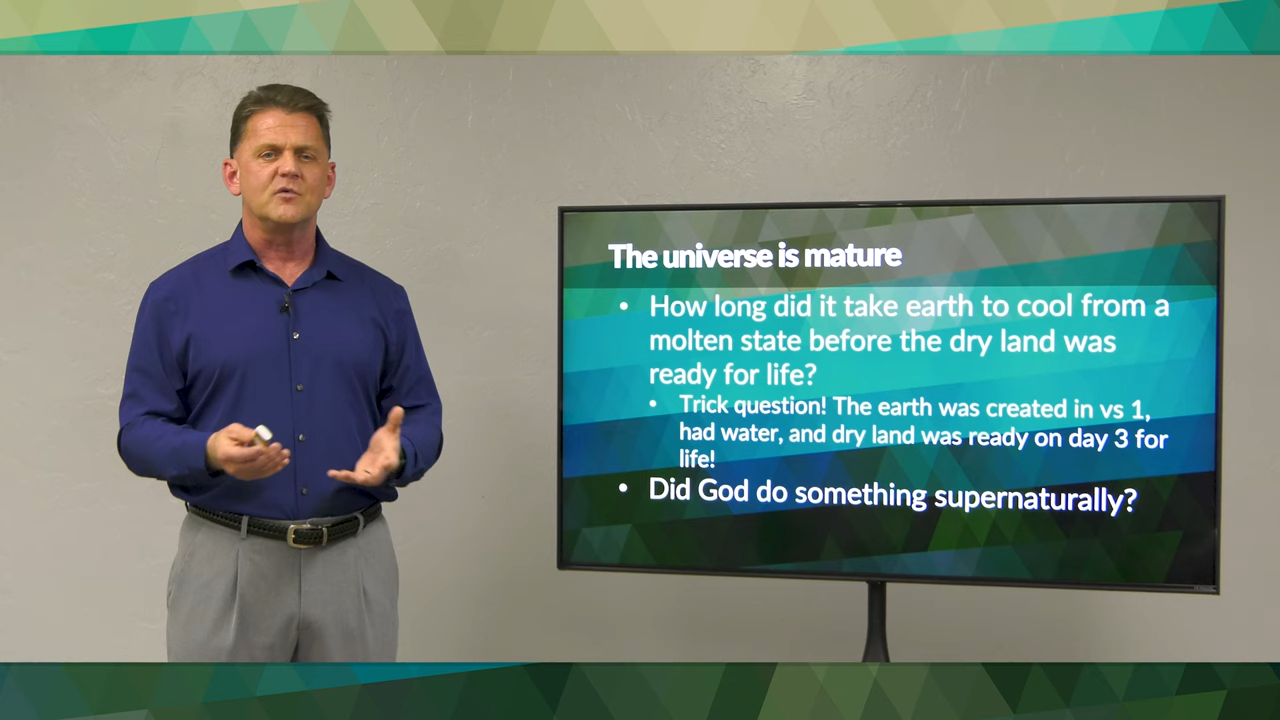 The universe is mature
• How long did it take earth to cool from a
molten state before the dry land was
ready for life?
• Trick question! The earth was created in vs 1,
had water, and dry land was ready on day 3 for
life!
• Did God do something supernaturally?